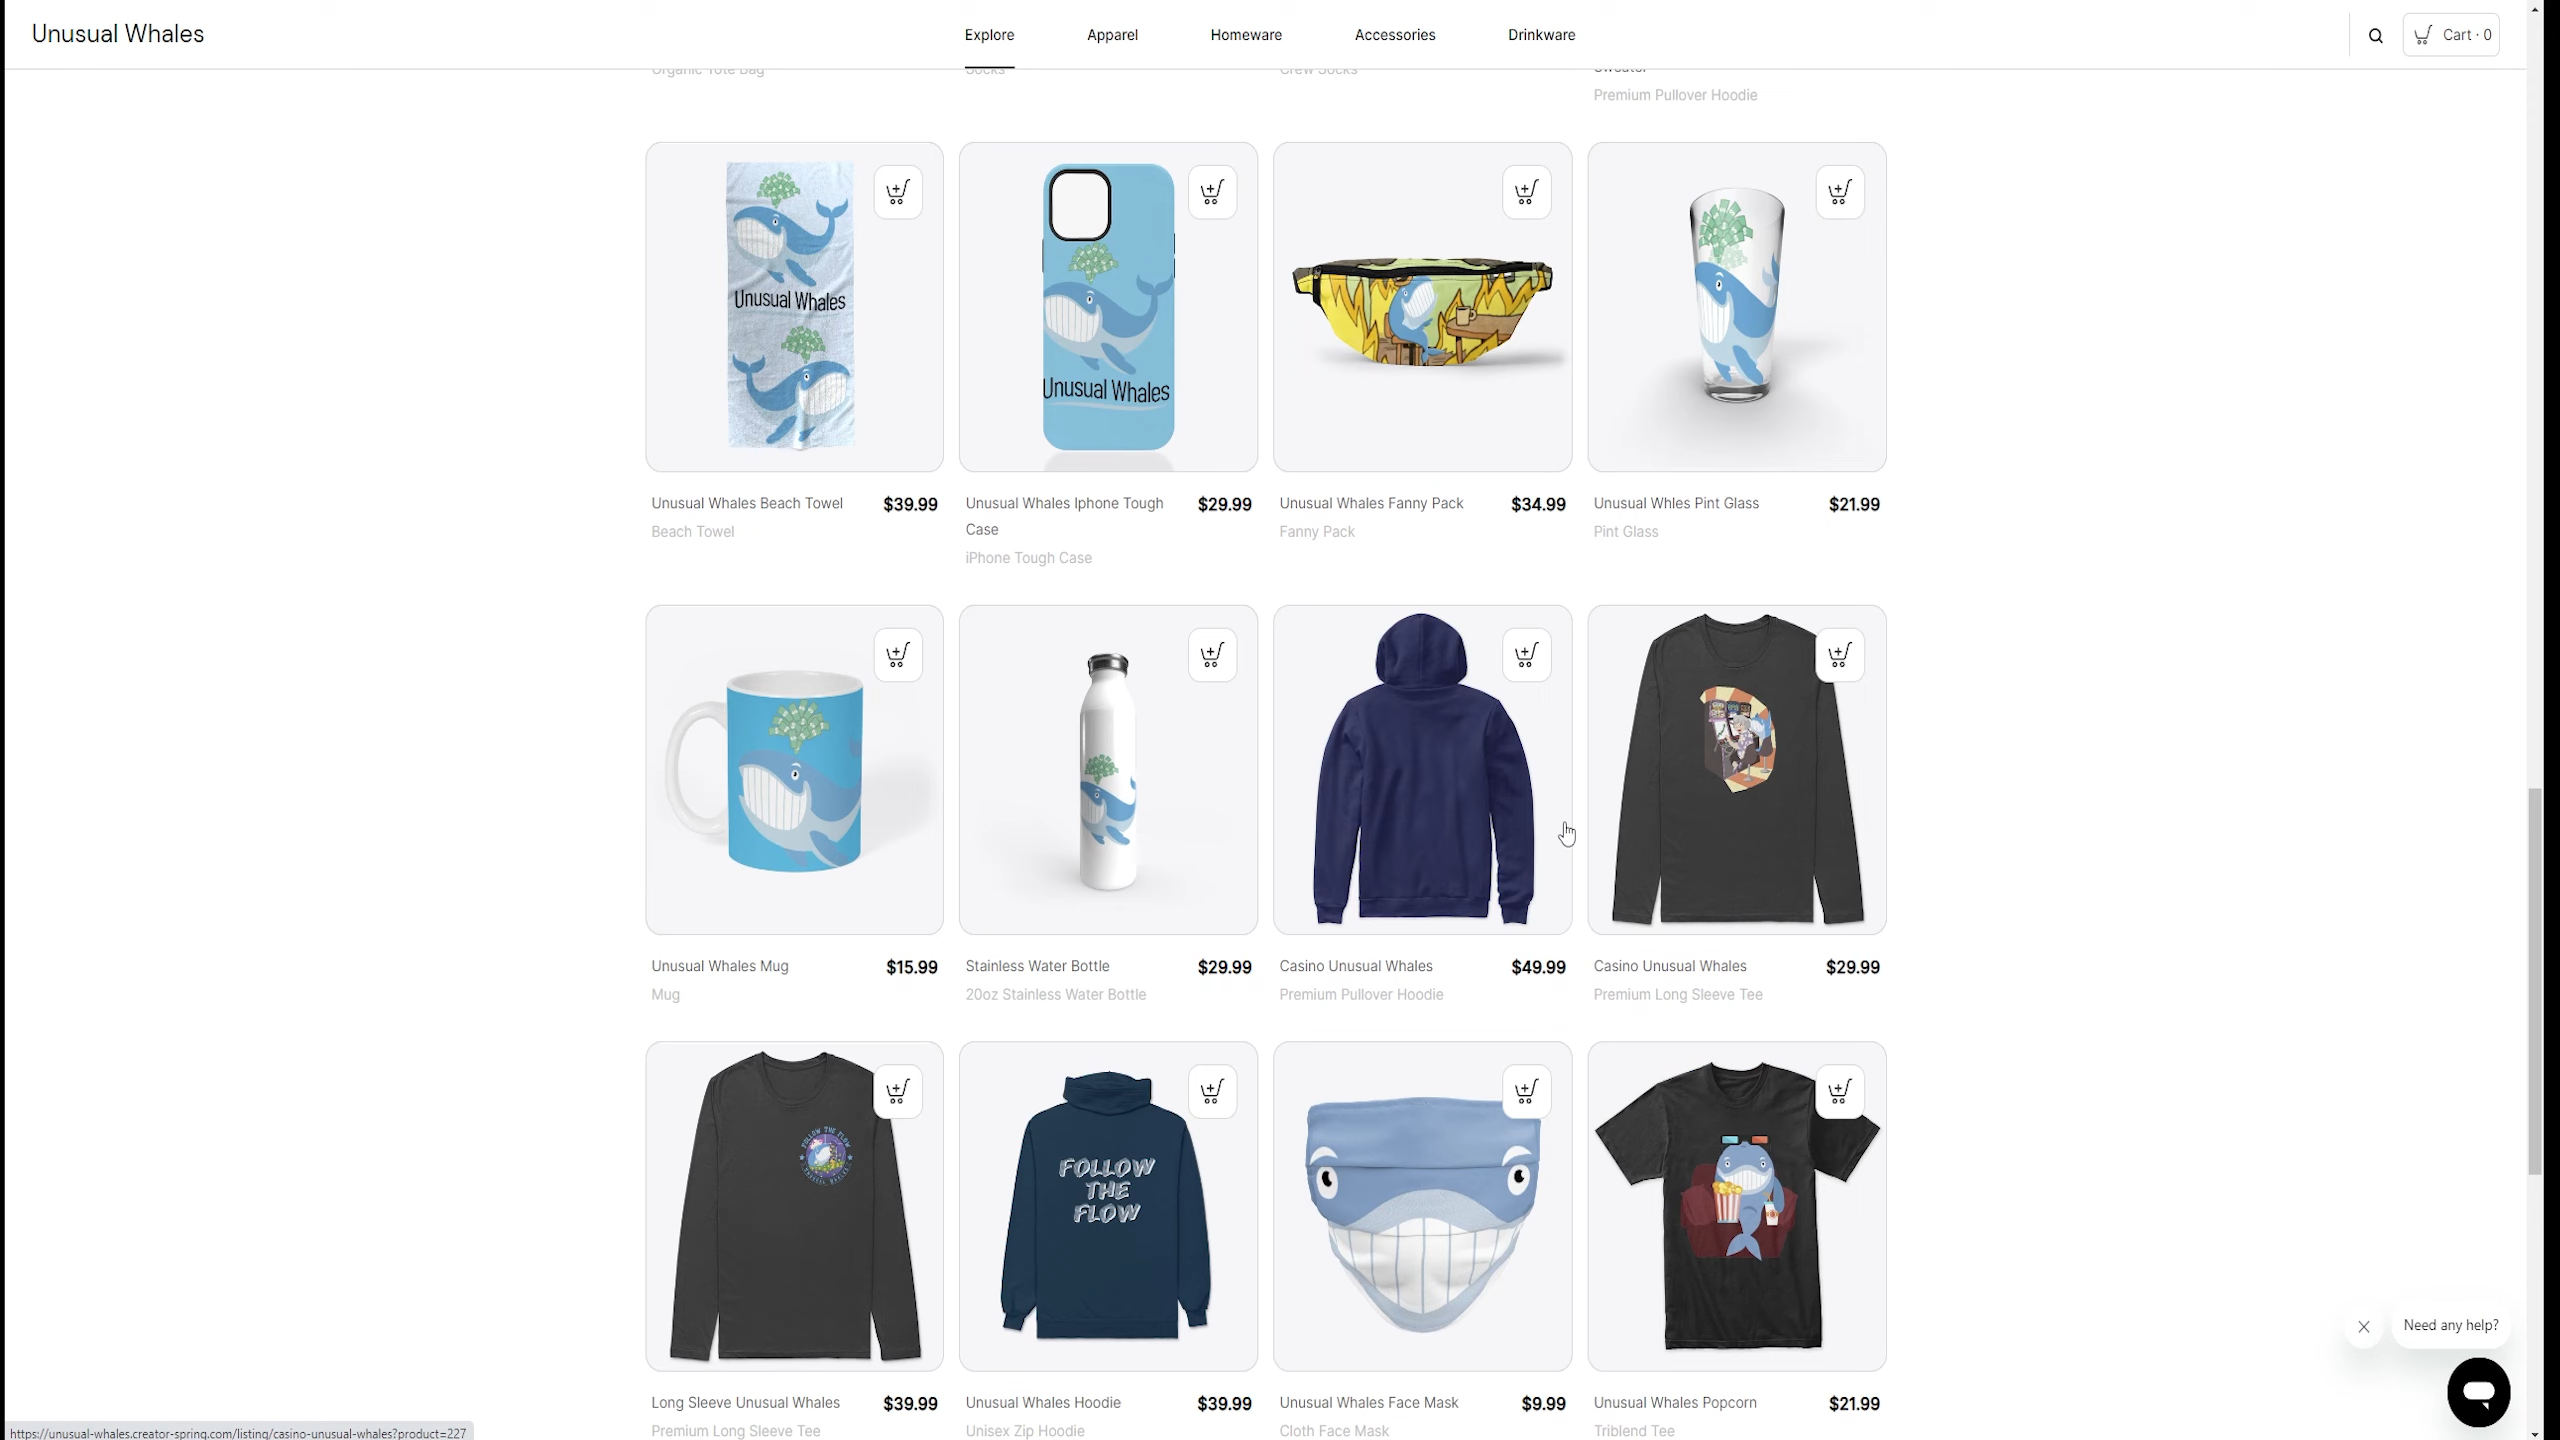 Unusual Whales
Explore
Apparel
Homeware
Accessories
Drinkware
Cart · 0
Organic Tote Bag
Socks
Crew Socks
Sweater
Premium Pullover Hoodie
Unusual Whales
Unusual Whales
Unusual Whales Beach Towel $39.99
Beach Towel
Unusual Whales Iphone Tough
Case
$29.99
iPhone Tough Case
Unusual Whales Fanny Pack $34.99
Fanny Pack
Unusual Whles Pint Glass $21.99
Pint Glass
Unusual Whales Mug $15.99
Mug
Stainless Water Bottle $29.99
20oz Stainless Water Bottle
Casino Unusual Whales $49.99
Premium Pullover Hoodie
Casino Unusual Whales $29.99
Premium Long Sleeve Tee
FOLLOW THE FLOW
UNUSUAL WHALES
FOLLOW
THE
FLOW
Long Sleeve Unusual Whales $39.99
Premium Long Sleeve Tee
Unusual Whales Hoodie $39.99
Unisex Zip Hoodie
Unusual Whales Face Mask $9.99
Cloth Face Mask
Unusual Whales Popcorn $21.99
Triblend Tee
Need any help?
https://unusual-whales.creator-spring.com/listing/casino-unusual-whales?product=227